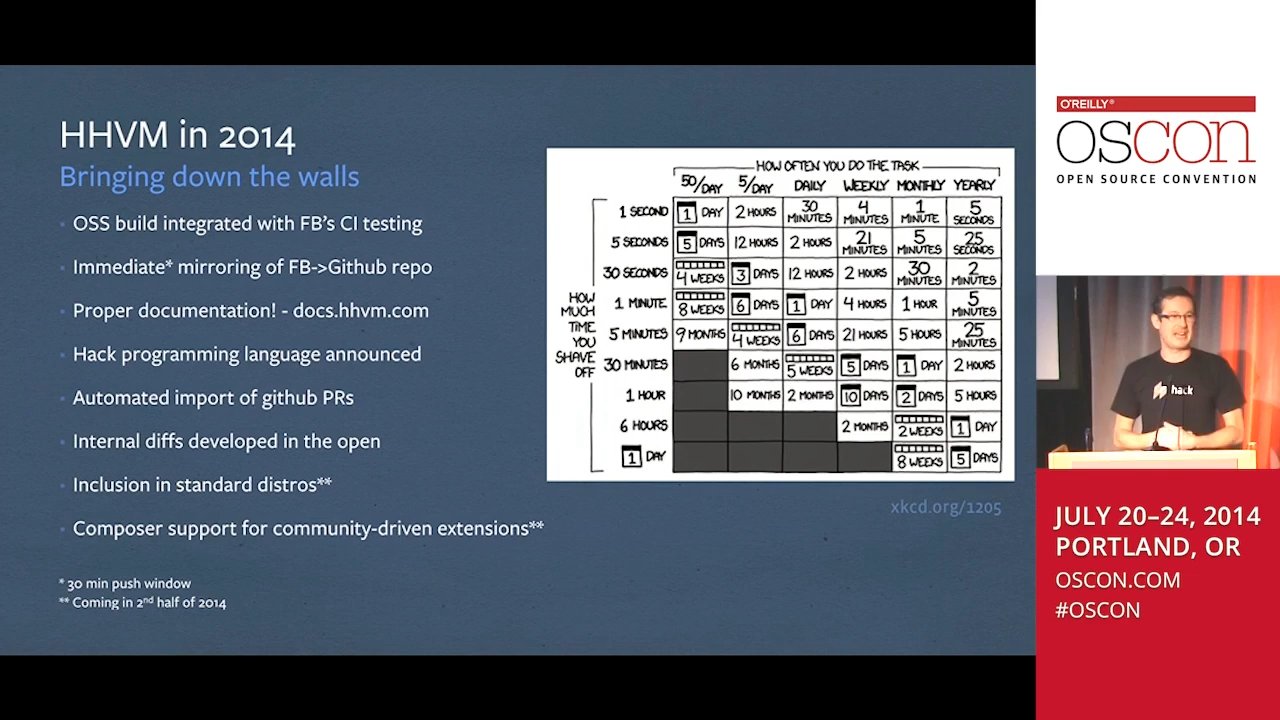 HHVM in 2014
Bringing down the walls
OSS build integrated with FB's CI testing
Immediate* mirroring of FB->Github repo
Proper documentation! - docs.hhvm.com
Hack programming language announced
Automated import of github PRs
Internal diffs developed in the open
Inclusion in standard distros**
Composer support for community-driven extensions**
* 30 min push window
** Coming in 2nd half of 2014
HOW OFTEN YOU DO THE TASK
50/DAY 5/DAY DAILY WEEKLY MONTHLY YEARLY
HOW MUCH TIME YOU SHAVE OFF
1 SECOND 1 DAY 2 HOURS 30 MINUTES 4 MINUTES 1 MINUTE 5 SECONDS
5 SECONDS 5 DAYS 12 HOURS 2 HOURS 21 MINUTES 5 MINUTES 25 SECONDS
30 SECONDS 4 WEEKS 3 DAYS 12 HOURS 2 HOURS 30 MINUTES 2 MINUTES
1 MINUTE 8 WEEKS 6 DAYS 1 DAY 4 HOURS 1 HOUR 5 MINUTES
5 MINUTES 9 MONTHS 4 WEEKS 6 DAYS 21 HOURS 5 HOURS 25 MINUTES
30 MINUTES 6 MONTHS 5 WEEKS 5 DAYS 1 DAY 2 HOURS
1 HOUR 10 MONTHS 2 MONTHS 10 DAYS 2 DAYS 5 HOURS
6 HOURS 2 MONTHS 2 WEEKS 1 DAY
1 DAY 8 WEEKS 5 DAYS
xkcd.org/1205
O'REILLY®
OSCON
OPEN SOURCE CONVENTION
hack
JULY 20–24, 2014
PORTLAND, OR
OSCON.COM
#OSCON